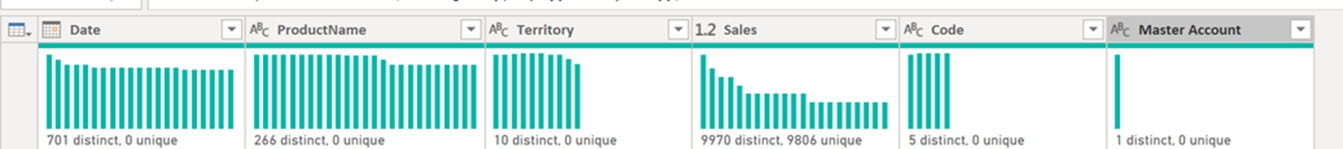 Date ABC ProductName ABC Territory 1.2 Sales ABC Code ABC Master Account
701 distinct, 0 unique 266 distinct, 0 unique 10 distinct, 0 unique 9970 distinct, 9806 unique 5 distinct, 0 unique 1 distinct, 0 unique